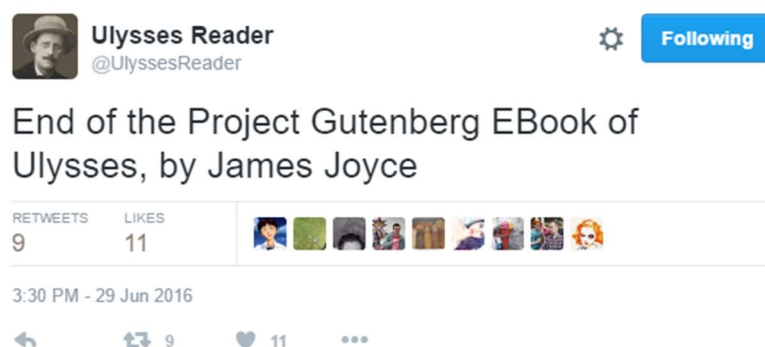 Ulysses Reader
@UlyssesReader
Following
End of the Project Gutenberg EBook of
Ulysses, by James Joyce
RETWEETS LIKES
9 11
3:30 PM - 29 Jun 2016
9 11